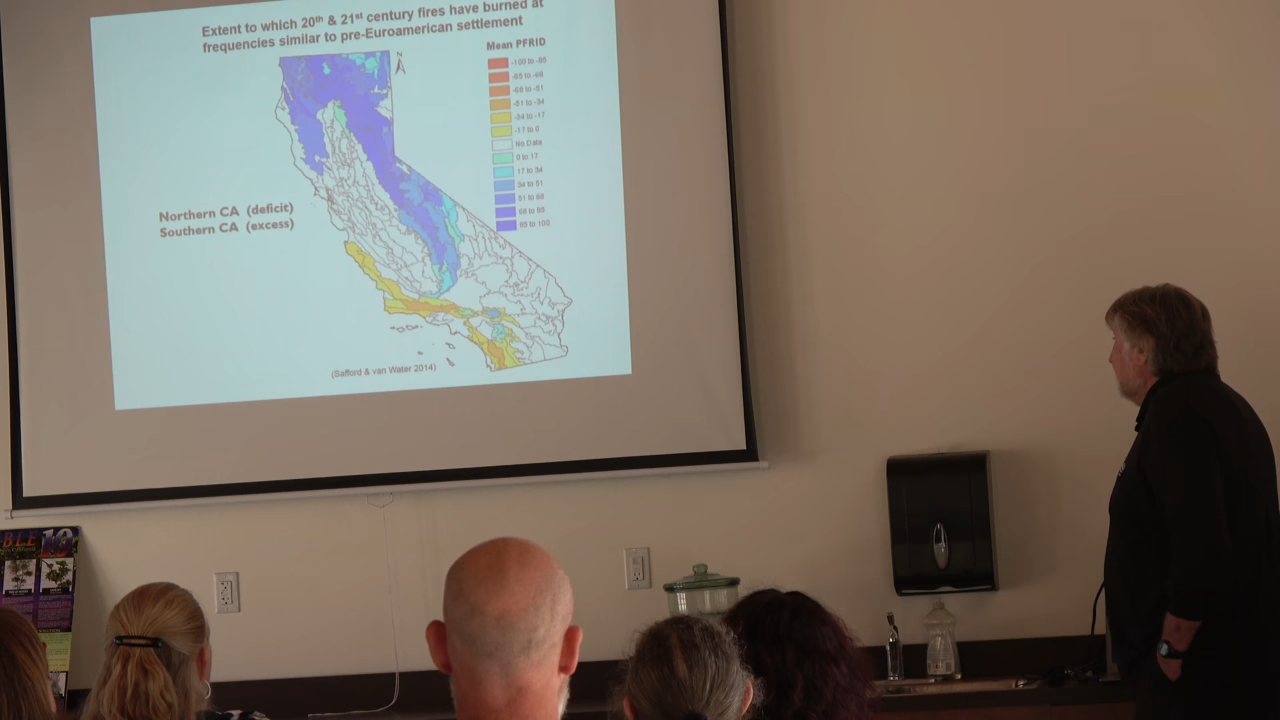 Extent to which 20th & 21st century fires have burned at
frequencies similar to pre-Euroamerican settlement
Mean PFRID
N
-100 to -85
-85 to -68
-68 to -51
-51 to -34
-34 to -17
-17 to 0
No Data
0 to 17
17 to 34
34 to 51
51 to 68
68 to 85
85 to 100
Northern CA (deficit)
Southern CA (excess)
(Safford & van Water 2014)
BLE 10